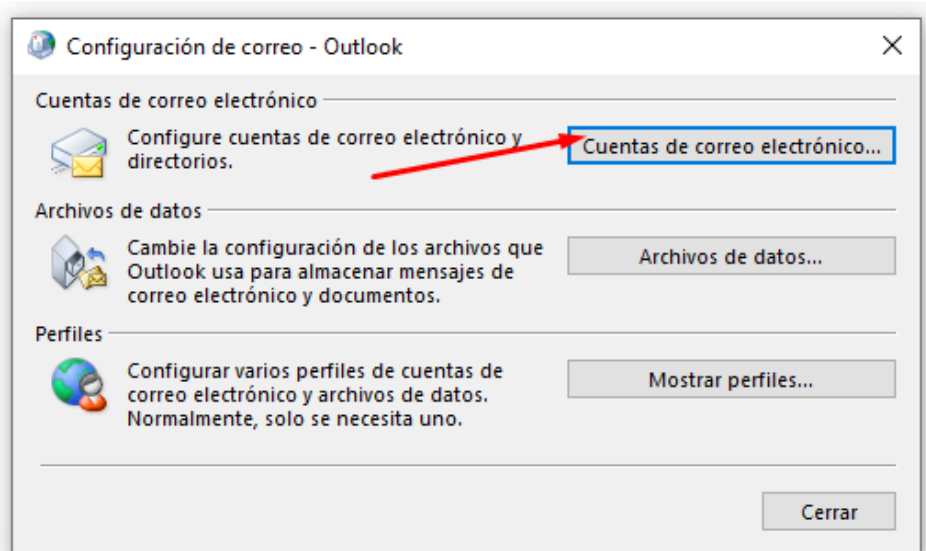 Configuración de correo - Outlook
Cuentas de correo electrónico
Configure cuentas de correo electrónico y
directorios.
Cuentas de correo electrónico...
Archivos de datos
Cambie la configuración de los archivos que
Outlook usa para almacenar mensajes de
correo electrónico y documentos.
Archivos de datos...
Perfiles
Configurar varios perfiles de cuentas de
correo electrónico y archivos de datos.
Normalmente, solo se necesita uno.
Mostrar perfiles...
Cerrar